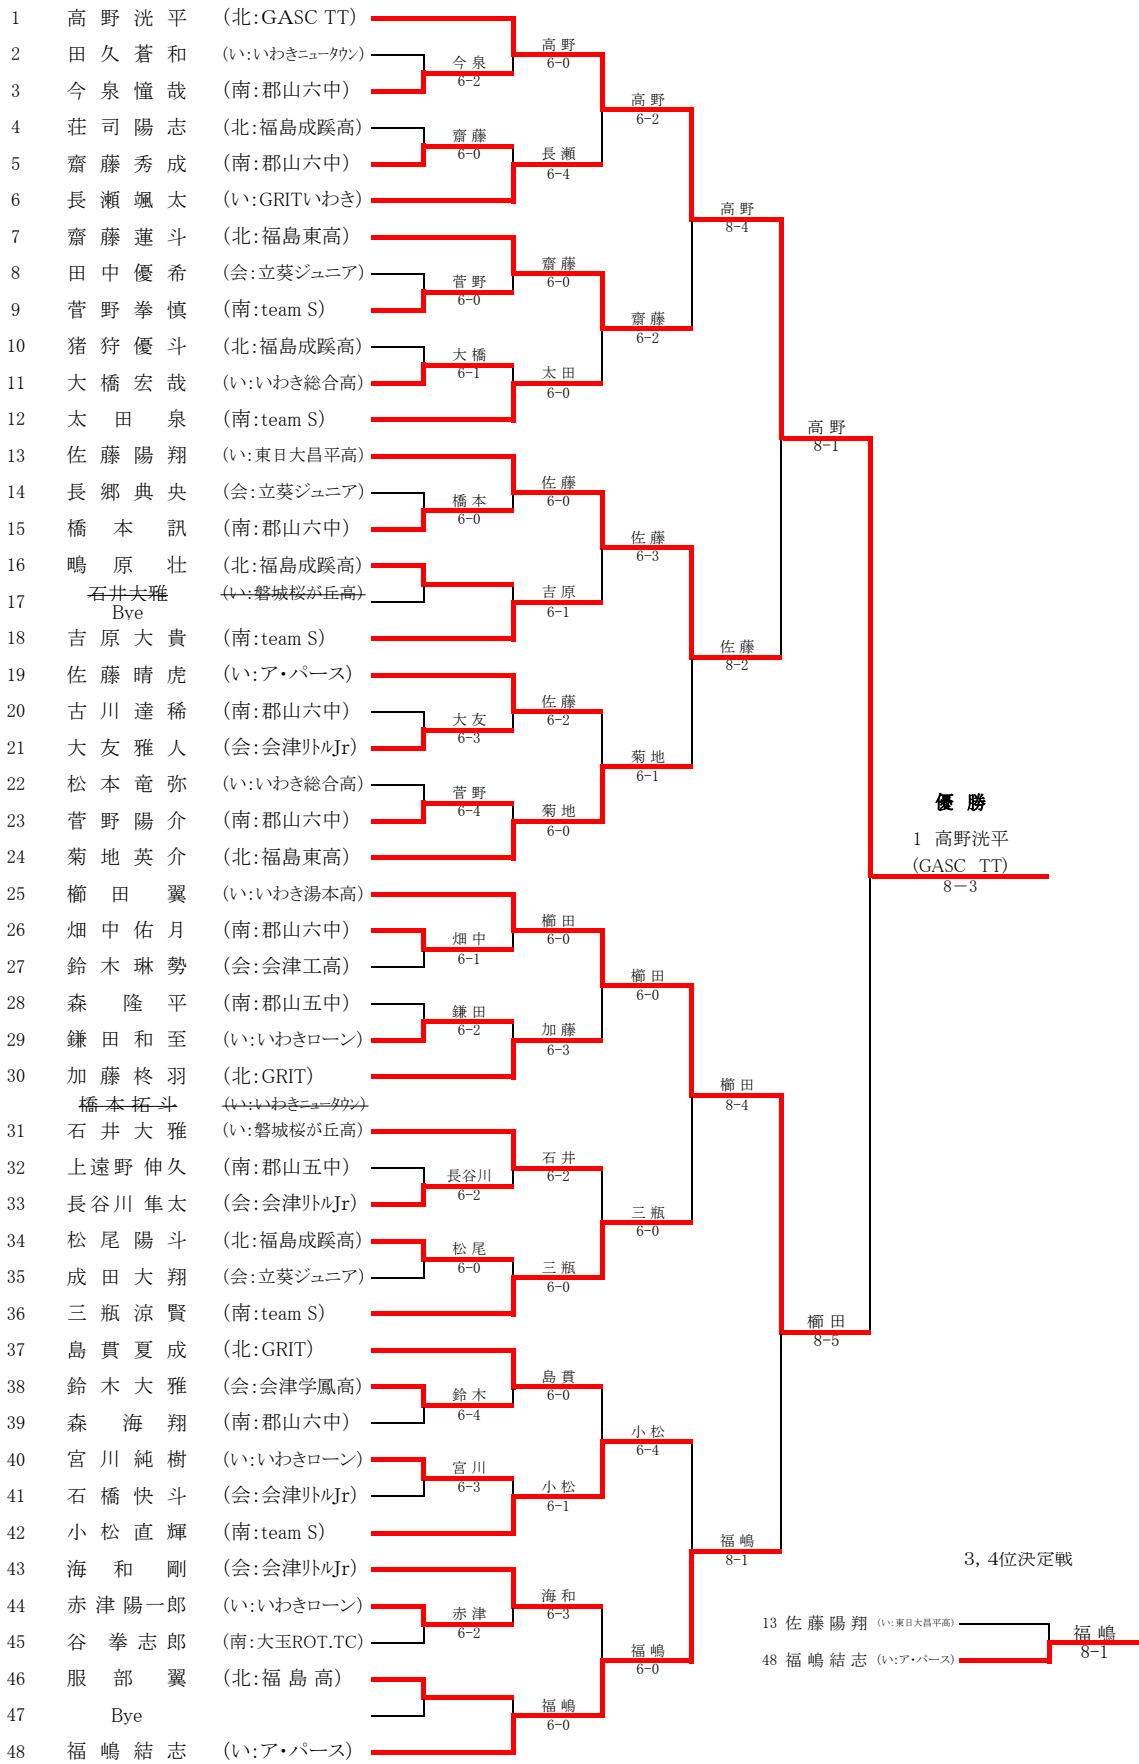 1 高野洸平 (北:GASC TT)
2 田久蒼和 (い:いわきニュータウン)
3 今泉憧哉 (南:郡山六中)
4 荘司陽志 (北:福島成蹊高)
5 齋藤秀成 (南:郡山六中)
6 長瀬颯太 (い:GRITいわき)
7 齋藤蓮斗 (北:福島東高)
8 田中優希 (会:立葵ジュニア)
9 菅野拳慎 (南:team S)
10 猪狩優斗 (北:福島成蹊高)
11 大橋宏哉 (い:いわき総合高)
12 太田泉 (南:team S)
13 佐藤陽翔 (い:東日大昌平高)
14 長郷典央 (会:立葵ジュニア)
15 橋本訊 (南:郡山六中)
16 鴫原壮 (北:福島成蹊高)
17 石井大雅 (い:磐城桜が丘高)
Bye
18 吉原大貴 (南:team S)
19 佐藤晴虎 (い:ア・パース)
20 古川達稀 (南:郡山六中)
21 大友雅人 (会:会津リトルJr)
22 松本竜弥 (い:いわき総合高)
23 菅野陽介 (南:郡山六中)
24 菊地英介 (北:福島東高)
25 櫛田翼 (い:いわき湯本高)
26 畑中佑月 (南:郡山六中)
27 鈴木琳勢 (会:会津工高)
28 森隆平 (南:郡山五中)
29 鎌田和至 (い:いわきローン)
30 加藤柊羽 (北:GRIT)
橋本拓斗 (い:いわきニュータウン)
31 石井大雅 (い:磐城桜が丘高)
32 上遠野伸久 (南:郡山五中)
33 長谷川隼太 (会:会津リトルJr)
34 松尾陽斗 (北:福島成蹊高)
35 成田大翔 (会:立葵ジュニア)
36 三瓶涼賢 (南:team S)
37 島貫夏成 (北:GRIT)
38 鈴木大雅 (会:会津学鳳高)
39 森海翔 (南:郡山六中)
40 宮川純樹 (い:いわきローン)
41 石橋快斗 (会:会津リトルJr)
42 小松直輝 (南:team S)
43 海和剛 (会:会津リトルJr)
44 赤津陽一郎 (い:いわきローン)
45 谷拳志郎 (南:大玉ROT.TC)
46 服部翼 (北:福島高)
47 Bye
48 福嶋結志 (い:ア・パース)
今泉
6-2
齋藤
6-0
菅野
6-0
大橋
6-1
橋本
6-0
大友
6-3
菅野
6-4
畑中
6-1
鎌田
6-2
長谷川
6-2
松尾
6-0
鈴木
6-4
宮川
6-3
赤津
6-2
高野
6-0
長瀬
6-4
齋藤
6-0
太田
6-0
佐藤
6-0
吉原
6-1
佐藤
6-2
菊地
6-0
櫛田
6-0
加藤
6-3
石井
6-2
三瓶
6-0
島貫
6-0
小松
6-1
海和
6-3
福嶋
6-0
高野
6-2
齋藤
6-2
佐藤
6-3
菊地
6-1
櫛田
6-0
三瓶
6-0
小松
6-4
福嶋
6-0
高野
8-4
佐藤
8-2
櫛田
8-4
福嶋
8-1
高野
8-1
櫛田
8-5
優勝
1 高野洸平
(GASC TT)
8-3
3,4位決定戦
13 佐藤陽翔 (い:東日大昌平高)
48 福嶋結志 (い:ア・パース)
福嶋
8-1